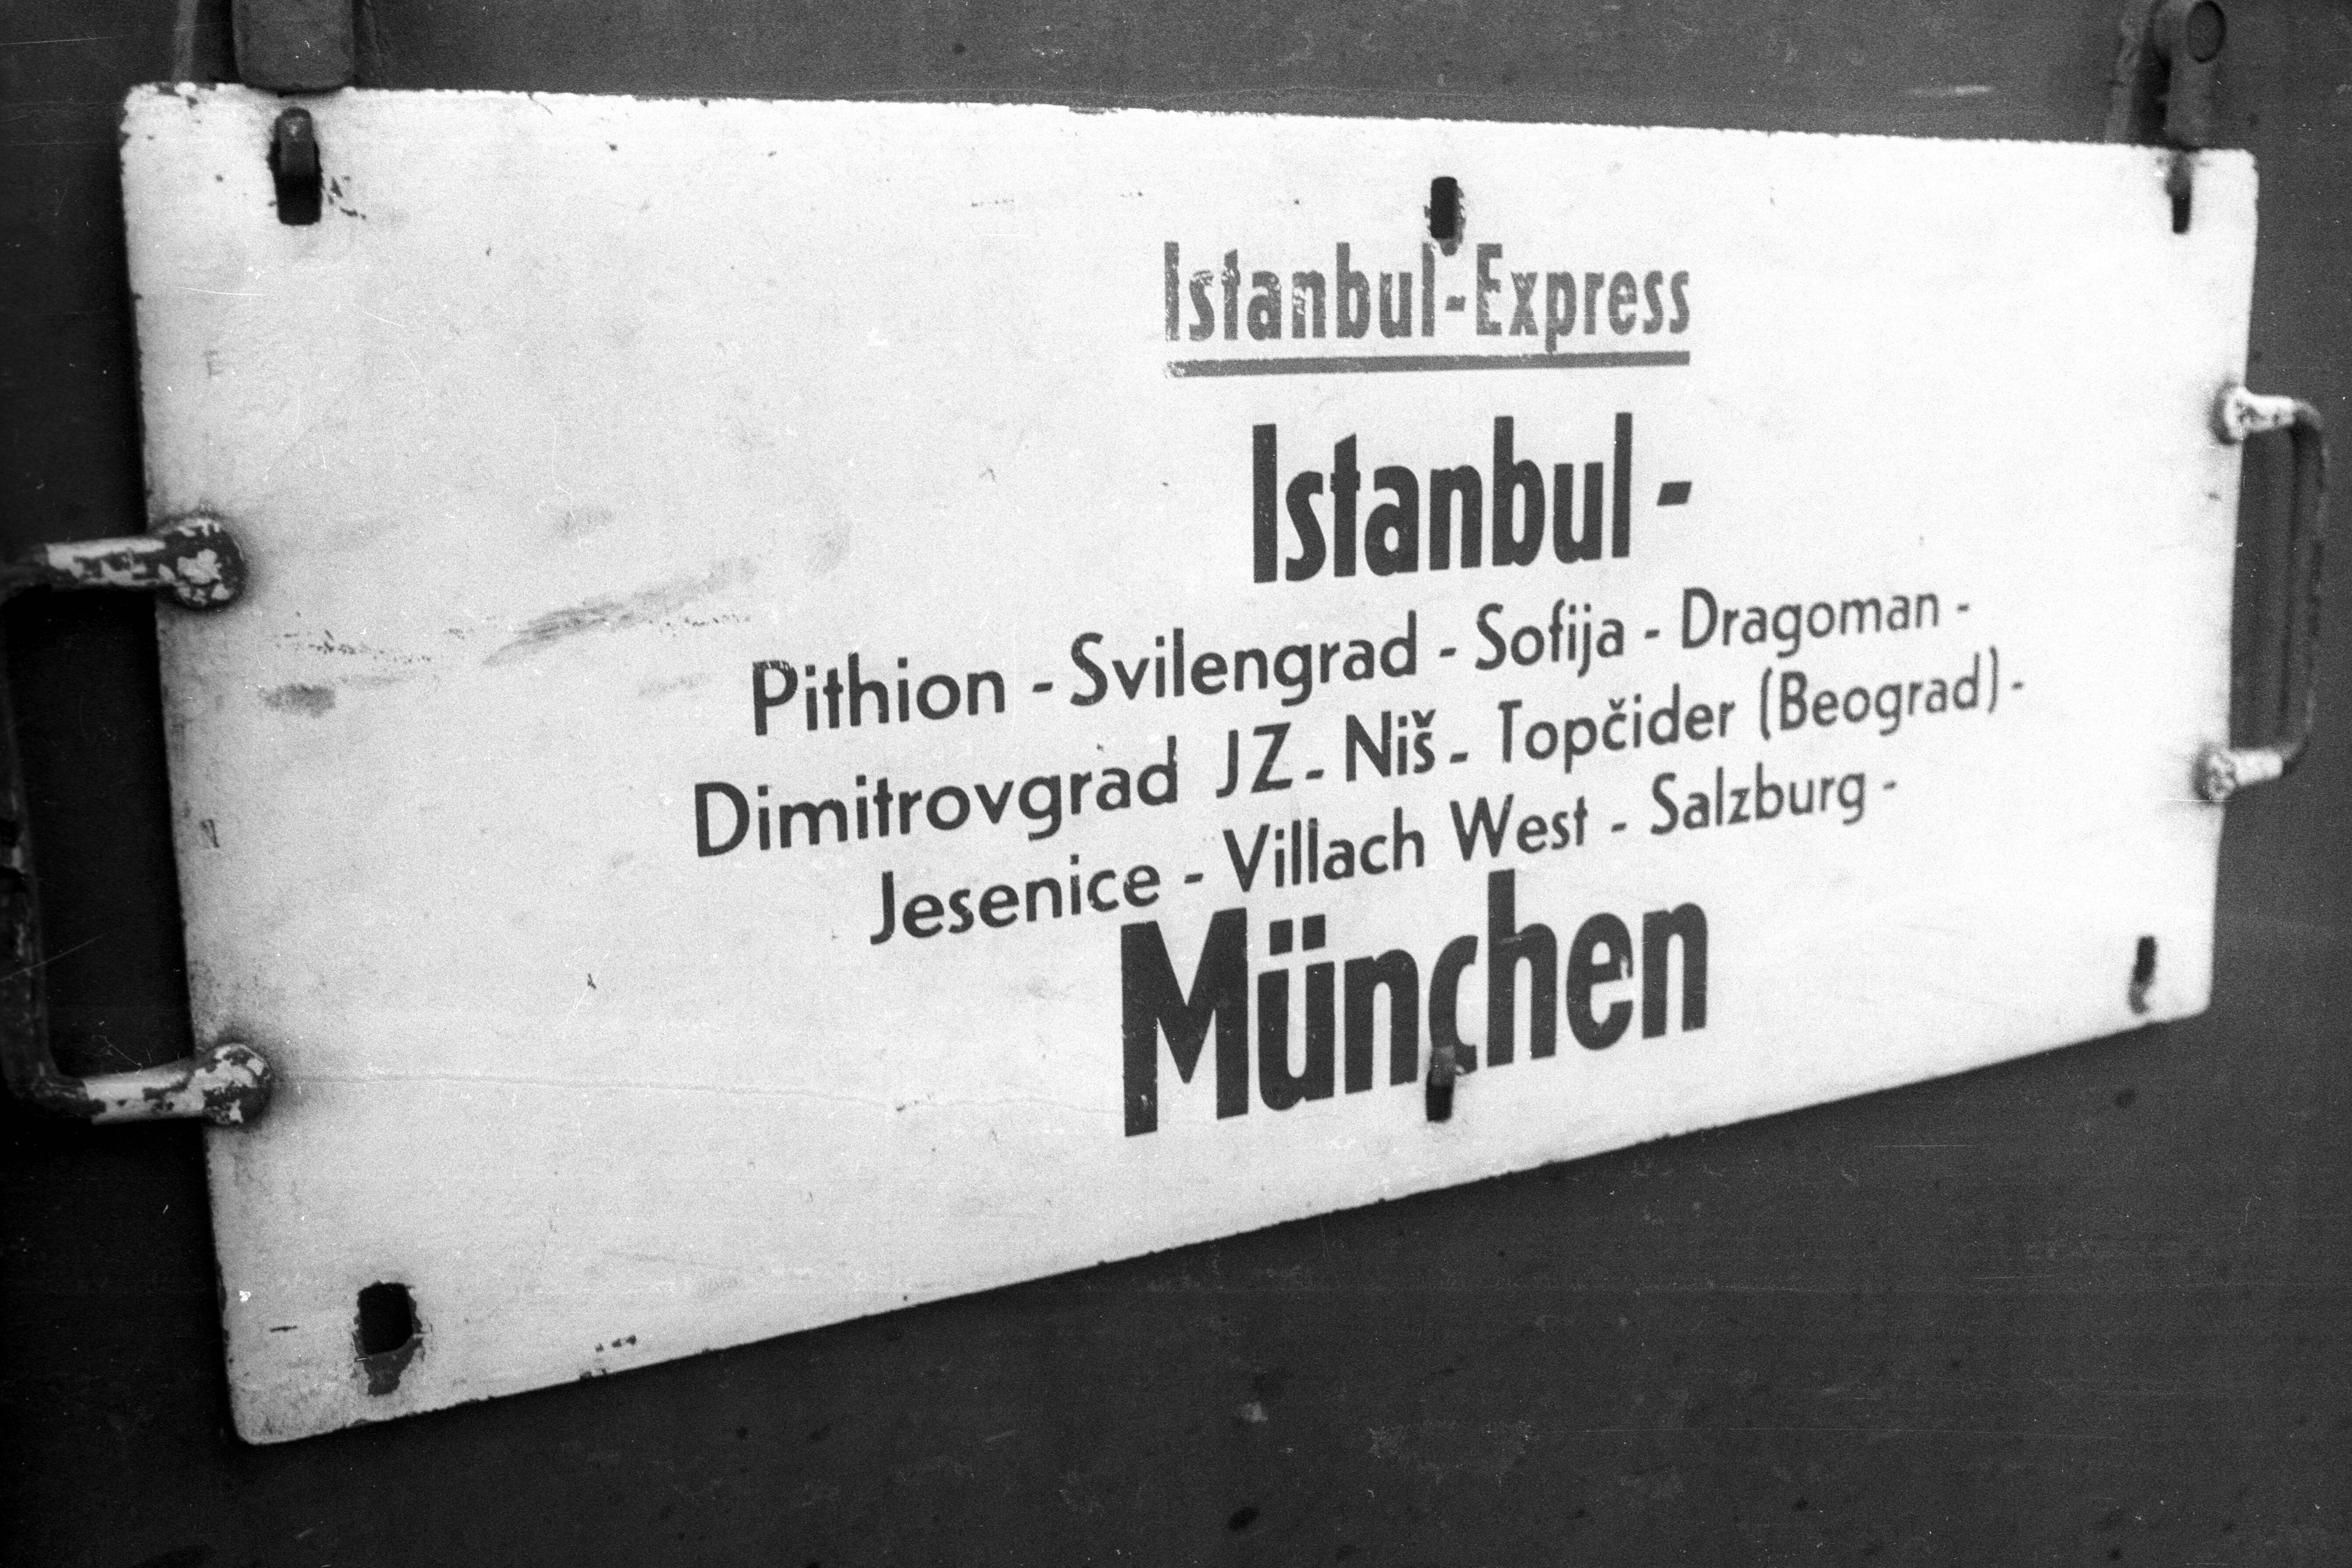 Istanbul-Express
Istanbul -
Pithion - Svilengrad - Sofija - Dragoman -
Dimitrovgrad JZ - Niš - Topčider (Beograd) -
Jesenice - Villach West - Salzburg -
München